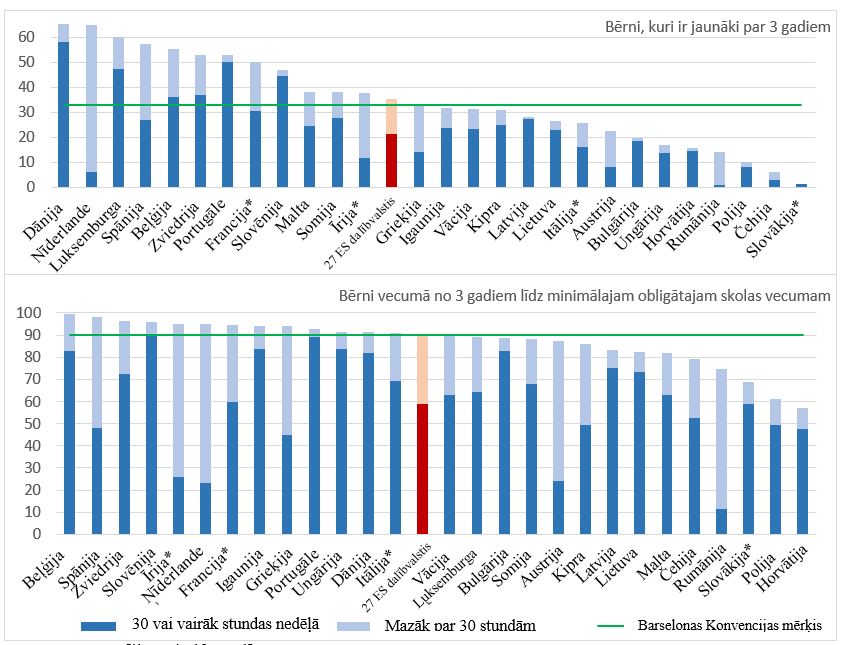 Bērni, kuri ir jaunāki par 3 gadiem
60
50
40
30
20
10
0
Dānija
Nīderlande
Luksemburga
Spānija
Beļģija
Zviedrija
Portugāle
Francija*
Slovēnija
Malta
Somija
Īrija*
27 ES dalībvalstis
Grieķija
Igaunija
Vācija
Kipra
Latvija
Lietuva
Itālija*
Austrija
Bulgārija
Ungārija
Horvātija
Rumānija
Polija
Čehija
Slovākija*
Bērni vecumā no 3 gadiem līdz minimālajam obligātajam skolas vecumam
100
90
80
70
60
50
40
30
20
10
0
Beļģija
Spānija
Zviedrija
Slovēnija
Īrija*
Nīderlande
Francija*
Igaunija
Grieķija
Portugāle
Ungārija
Dānija
Itālija*
27 ES dalībvalstis
Vācija
Luksemburga
Bulgārija
Somija
Austrija
Kipra
Latvija
Lietuva
Malta
Čehija
Rumānija
Slovākija*
Polija
Horvātija
30 vai vairāk stundas nedēļā
Mazāk par 30 stundām
Barselonas Konvencijas mērķis